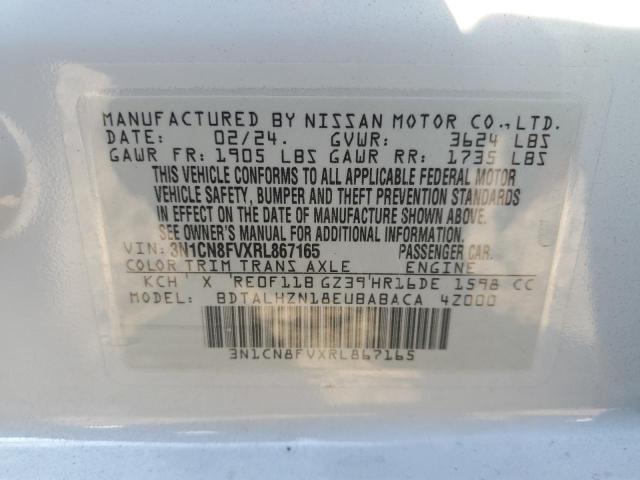 MANUFACTURED BY NISSAN MOTOR CO.,LTD.
DATE: 02/24. GVWR: 3624 LBS
GAWR FR: 1905 LBS GAWR RR: 1735 LBS
THIS VEHICLE CONFORMS TO ALL APPLICABLE FEDERAL MOTOR
VEHICLE SAFETY, BUMPER AND THEFT PREVENTION STANDARDS
IN EFFECT ON THE DATE OF MANUFACTURE SHOWN ABOVE.
SEE OWNER'S MANUAL FOR ADDITIONAL INFORMATION.
VIN: 3N1CN8FVXRL867165 PASSENGER CAR.
COLOR TRIM TRANS AXLE ENGINE
KCH X RE0F11B GZ39 HR16DE 1598 CC
MODEL: BDTALHZN18EUBABACA 4Z000
3N1CN8FVXRL867165